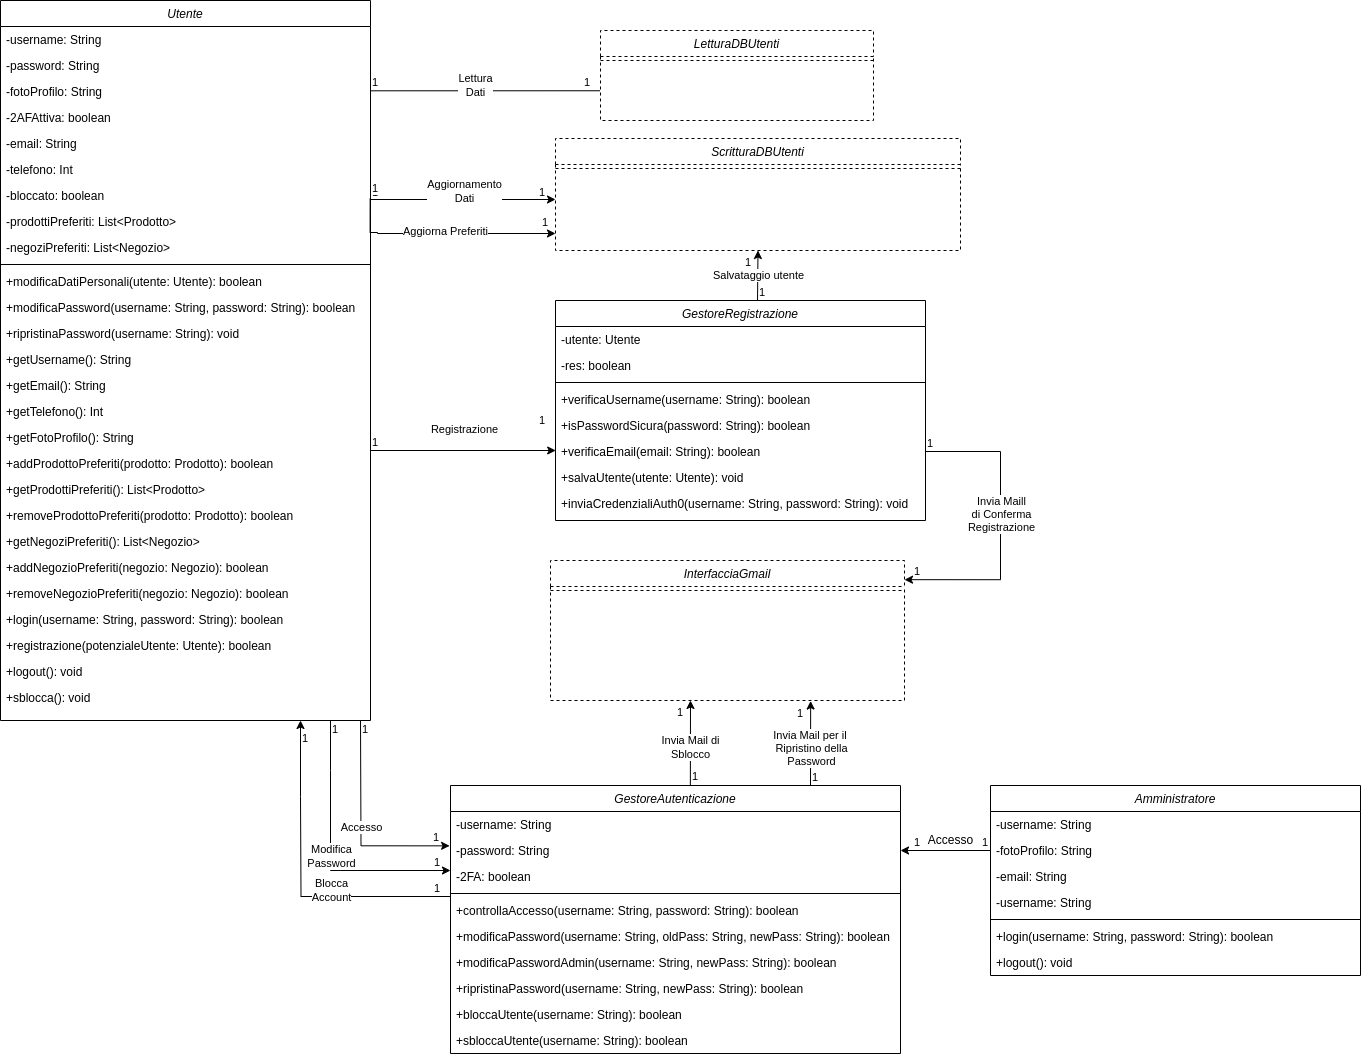 Utente
-username: String
-password: String
-fotoProfilo: String
-2AFAttiva: boolean
-email: String
-telefono: Int
-bloccato: boolean
-prodottiPreferiti: List<Prodotto>
-negoziPreferiti: List<Negozio>
+modificaDatiPersonali(utente: Utente): boolean
+modificaPassword(username: String, password: String): boolean
+ripristinaPassword(username: String): void
+getUsername(): String
+getEmail(): String
+getTelefono(): Int
+getFotoProfilo(): String
+addProdottoPreferiti(prodotto: Prodotto): boolean
+getProdottiPreferiti(): List<Prodotto>
+removeProdottoPreferiti(prodotto: Prodotto): boolean
+getNegoziPreferiti(): List<Negozio>
+addNegozioPreferiti(negozio: Negozio): boolean
+removeNegozioPreferiti(negozio: Negozio): boolean
+login(username: String, password: String): boolean
+registrazione(potenzialeUtente: Utente): boolean
+logout(): void
+sblocca(): void
1
Lettura
Dati
1
LetturaDBUtenti
1
Aggiornamento
Dati
1
Aggiorna Preferiti
1
ScritturaDBUtenti
1
Salvataggio utente
1
GestoreRegistrazione
-utente: Utente
-res: boolean
+verificaUsername(username: String): boolean
+isPasswordSicura(password: String): boolean
+verificaEmail(email: String): boolean
+salvaUtente(utente: Utente): void
+inviaCredenzialiAuth0(username: String, password: String): void
1
Registrazione
1
1
Invia Maill
di Conferma
Registrazione
1
InterfacciaGmail
1
Invia Mail di
Sblocco
1
1
Invia Mail per il
Ripristino della
Password
1
1
1
1
Accesso
1
Modifica
Password
1
Blocca
Account
1
GestoreAutenticazione
-username: String
-password: String
-2FA: boolean
+controllaAccesso(username: String, password: String): boolean
+modificaPassword(username: String, oldPass: String, newPass: String): boolean
+modificaPasswordAdmin(username: String, newPass: String): boolean
+ripristinaPassword(username: String, newPass: String): boolean
+bloccaUtente(username: String): boolean
+sbloccaUtente(username: String): boolean
1
Accesso
1
Amministratore
-username: String
-fotoProfilo: String
-email: String
-username: String
+login(username: String, password: String): boolean
+logout(): void